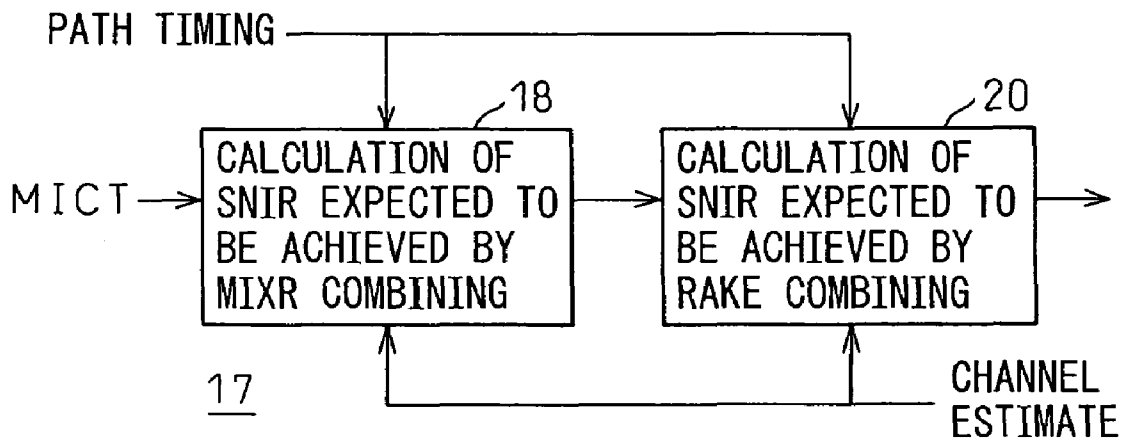 PATH TIMING
18
20
CALCULATION OF
SNIR EXPECTED TO
BE ACHIEVED BY
MIXR COMBINING
CALCULATION OF
SNIR EXPECTED TO
BE ACHIEVED BY
RAKE COMBINING
MICT
17
CHANNEL
ESTIMATE